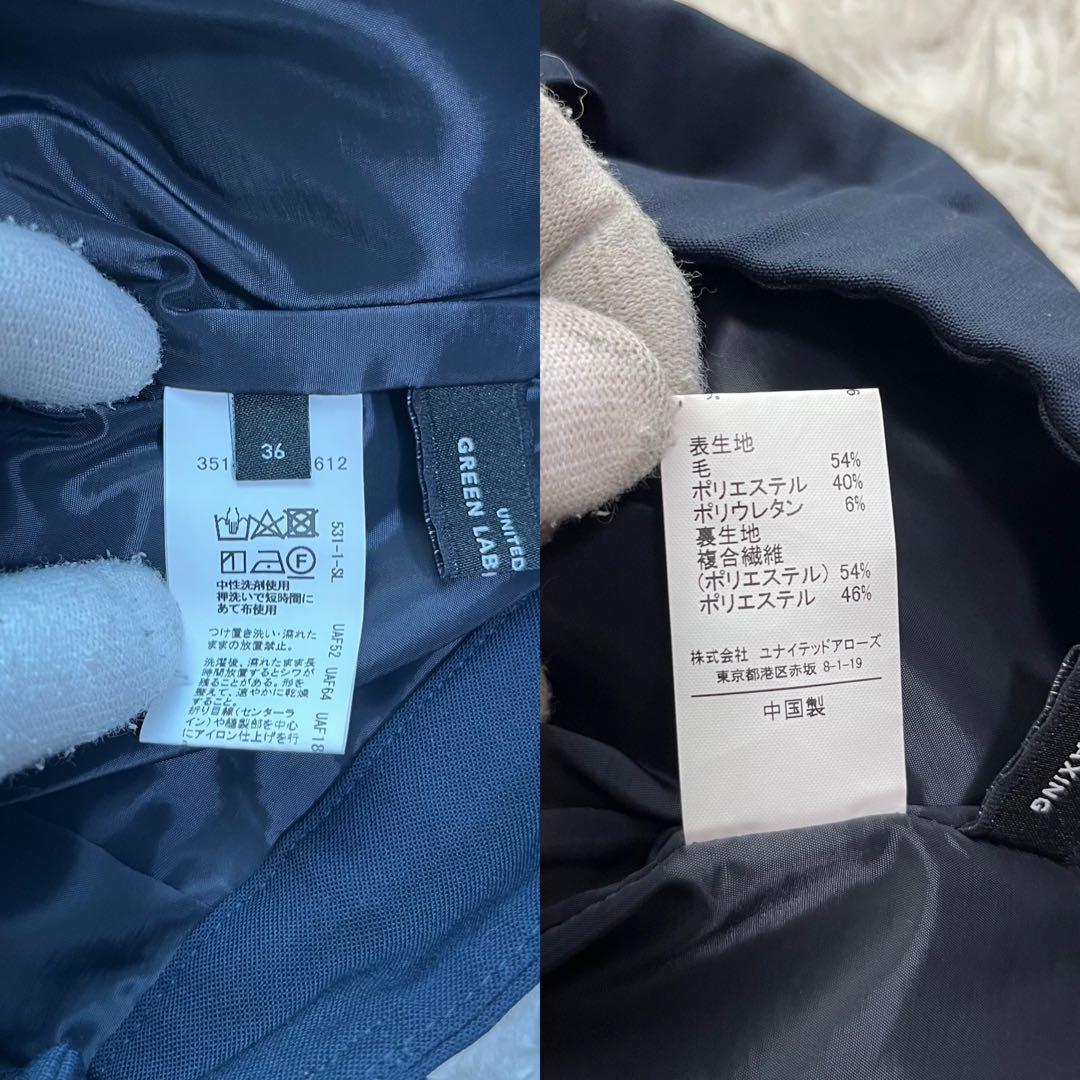 36
351
612
531-1-SL
中性洗剤使用
押洗いで短時間に
あて布使用
つけ置き洗い・濡れた
ままの放置禁止。
洗濯後、濡れたまま長
時間放置するとシワが
残ることがある。形を
整えて、速やかに乾燥
すること。
折り目線(センターラ
イン)や縫製部を中心
にアイロン仕上げを行
UAF52 UAF64 UAF18
UNITED
GREEN LAB
表生地
毛 54%
ポリエステル 40%
ポリウレタン 6%
裏生地
複合繊維
(ポリエステル) 54%
ポリエステル 46%
株式会社 ユナイテッドアローズ
東京都港区赤坂 8-1-19
中国製
AXING